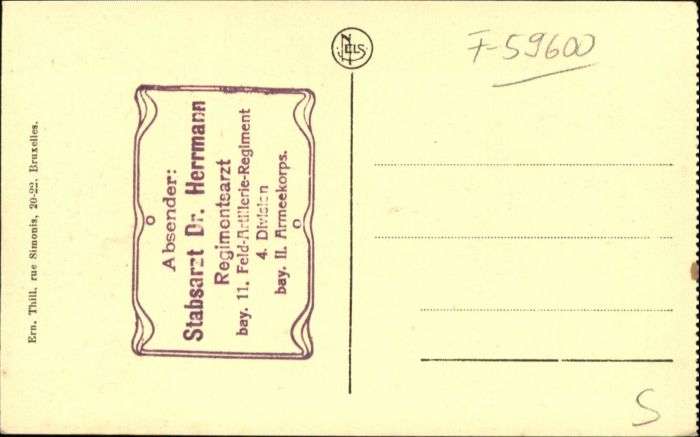 Ern. Thill, rue Simonis, 20-22, Bruxelles.
Absender:
Stabsarzt Dr. Herrmann
Regimentsarzt
bay. 11. Feld-Artillerie-Regiment
4. Division
bay. II. Armeekorps.
NELS
F-59600
S